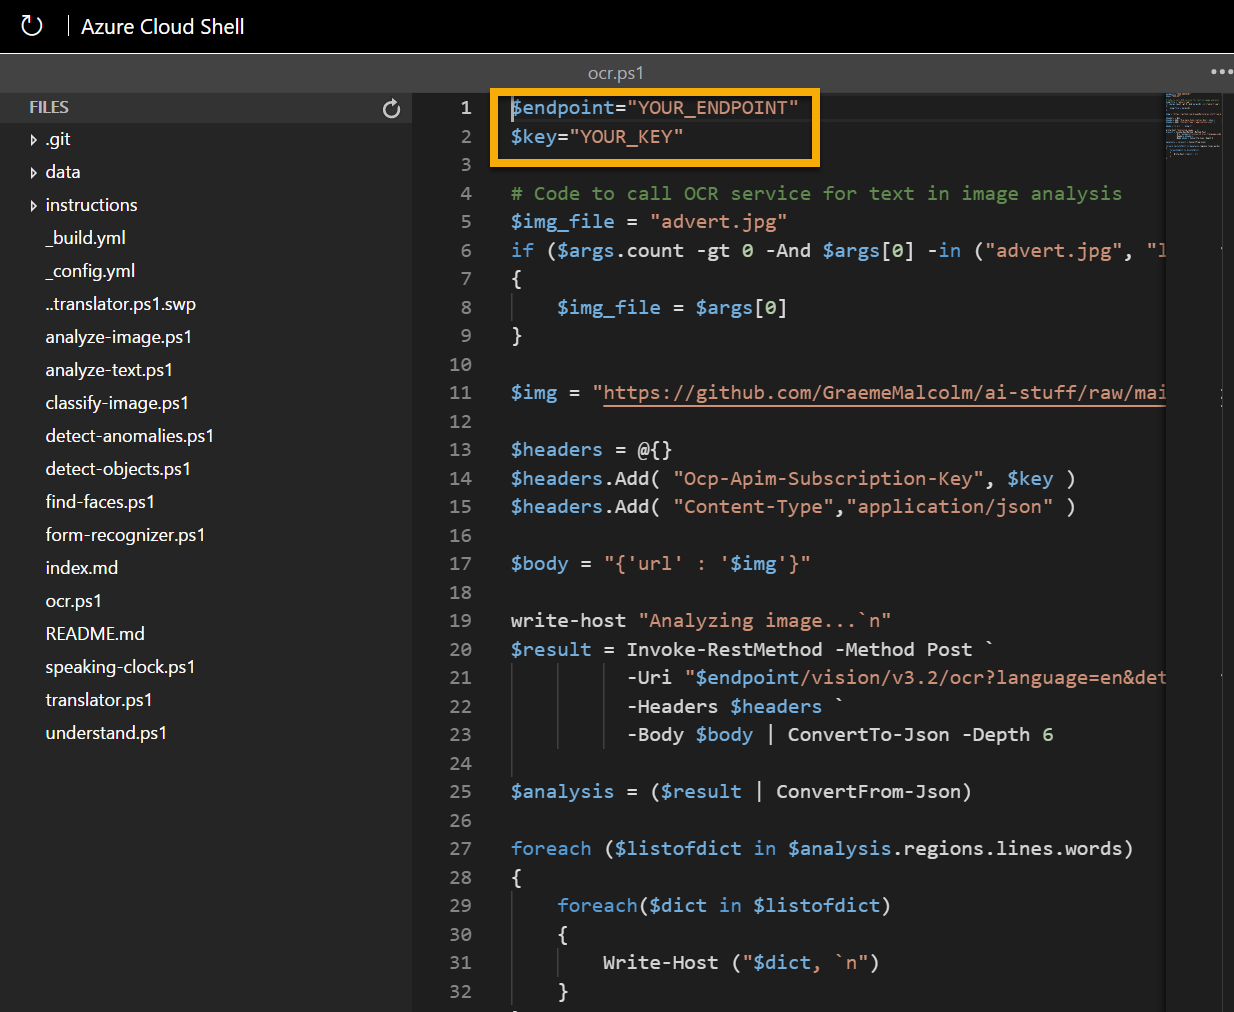 Azure Cloud Shell
ocr.ps1
FILES
.git
data
instructions
_build.yml
_config.yml
..translator.ps1.swp
analyze-image.ps1
analyze-text.ps1
classify-image.ps1
detect-anomalies.ps1
detect-objects.ps1
find-faces.ps1
form-recognizer.ps1
index.md
ocr.ps1
README.md
speaking-clock.ps1
translator.ps1
understand.ps1
1 $endpoint="YOUR_ENDPOINT"
2 $key="YOUR_KEY"
3
4 # Code to call OCR service for text in image analysis
5 $img_file = "advert.jpg"
6 if ($args.count -gt 0 -And $args[0] -in ("advert.jpg", "l
7 {
8 $img_file = $args[0]
9 }
10
11 $img = "https://github.com/GraemeMalcolm/ai-stuff/raw/mai
12
13 $headers = @{}
14 $headers.Add( "Ocp-Apim-Subscription-Key", $key )
15 $headers.Add( "Content-Type","application/json" )
16
17 $body = "{'url' : '$img'}"
18
19 write-host "Analyzing image...`n"
20 $result = Invoke-RestMethod -Method Post `
21 -Uri "$endpoint/vision/v3.2/ocr?language=en&det
22 -Headers $headers `
23 -Body $body | ConvertTo-Json -Depth 6
24
25 $analysis = ($result | ConvertFrom-Json)
26
27 foreach ($listofdict in $analysis.regions.lines.words)
28 {
29 foreach($dict in $listofdict)
30 {
31 Write-Host ("$dict, `n")
32 }